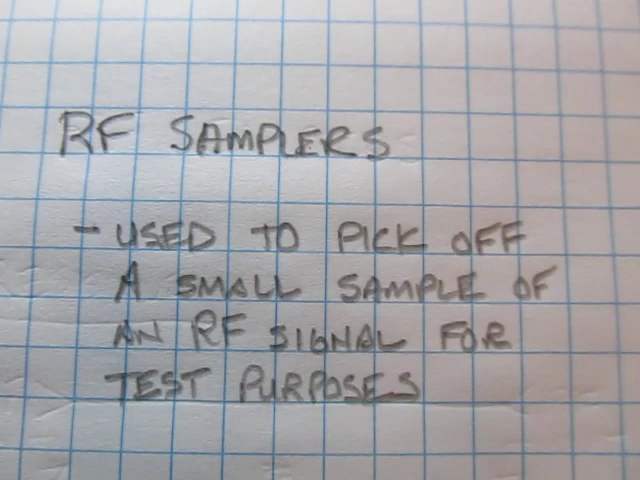 RF SAMPLERS
- USED TO PICK OFF
A SMALL SAMPLE OF
AN RF SIGNAL FOR
TEST PURPOSES